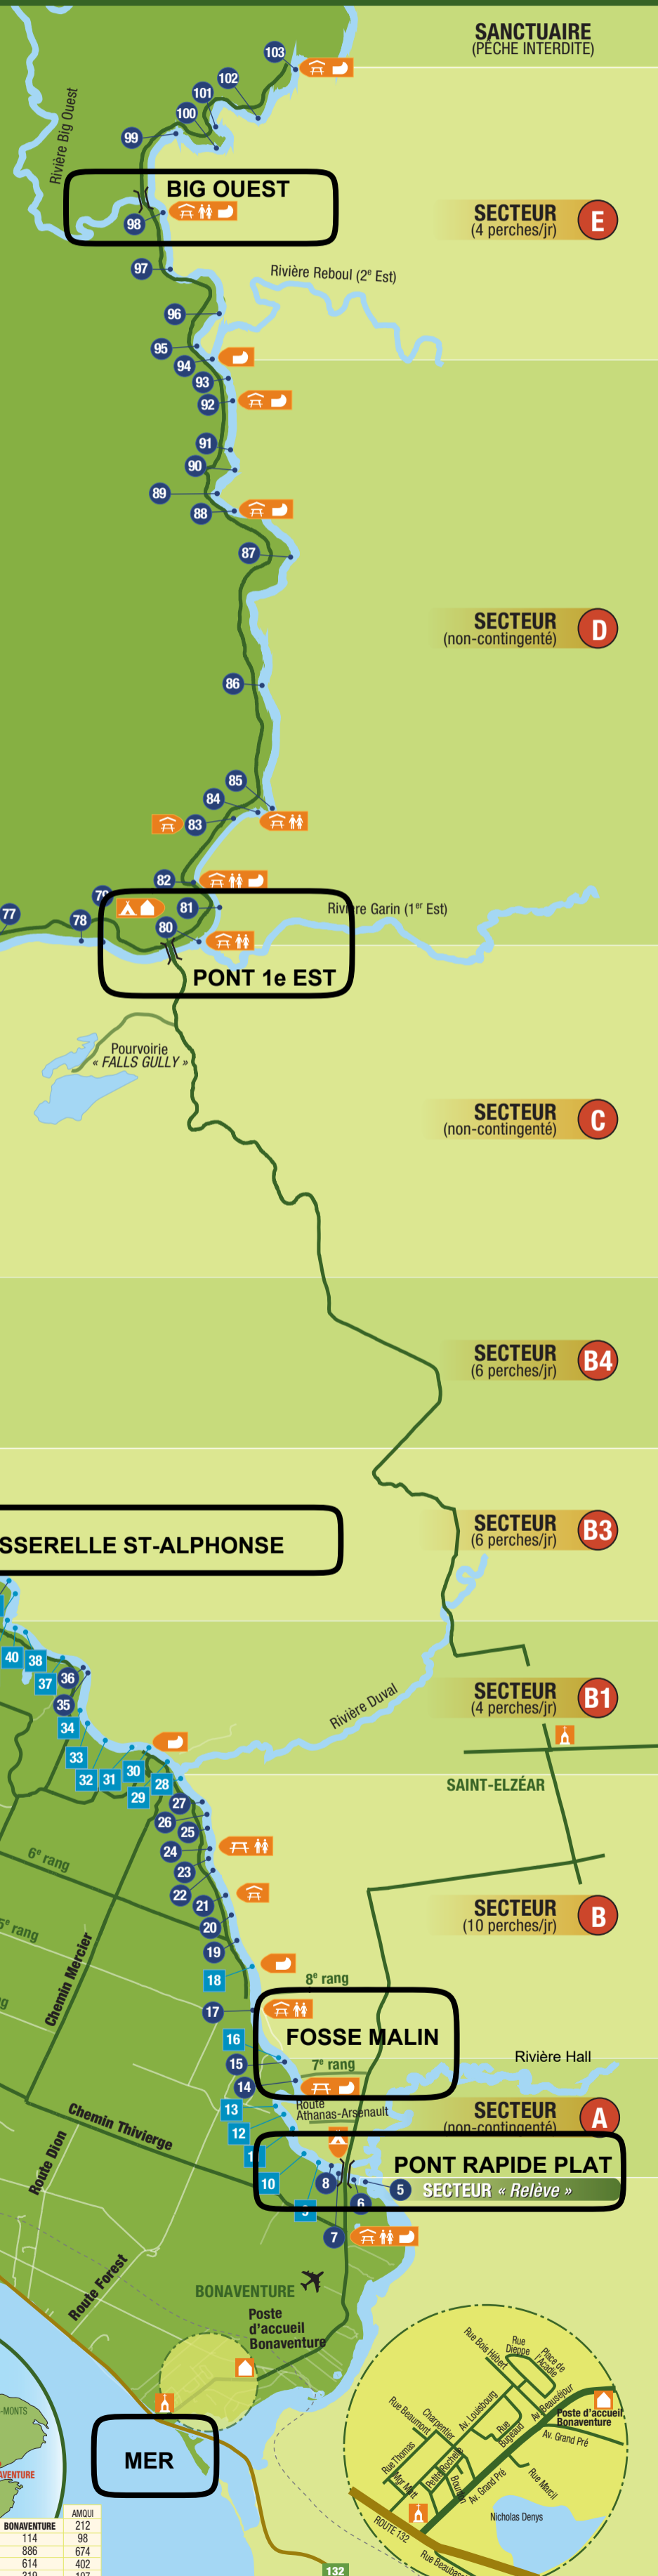 SANCTUAIRE
(PÊCHE INTERDITE)
103
102
101
100
99
Rivière Big Ouest
BIG OUEST
98
SECTEUR
(4 perches/jr)
E
97
Rivière Reboul (2e Est)
96
95
94
93
92
91
90
89
88
87
SECTEUR
(non-contingenté)
D
86
85
84
83
82
79
81
77
78
80
Rivière Garin (1er Est)
PONT 1e EST
Pourvoirie
« FALLS GULLY »
SECTEUR
(non-contingenté)
C
SECTEUR
(6 perches/jr)
B4
SECTEUR
(6 perches/jr)
B3
SSERELLE ST-ALPHONSE
40
38
37
36
35
34
33
32
31
30
29
28
Rivière Duval
SECTEUR
(4 perches/jr)
B1
SAINT-ELZÉAR
27
26
25
24
23
22
21
20
19
18
17
6e rang
5e rang
Chemin Mercier
SECTEUR
(10 perches/jr)
B
8e rang
FOSSE MALIN
16
15
14
7e rang
Rivière Hall
13
12
Route
Athanas-Arsenault
SECTEUR
(non-contingenté)
A
Chemin Thivierge
Route Dion
PONT RAPIDE PLAT
10
8
5
SECTEUR « Relève »
6
9
7
Route Forest
BONAVENTURE
Poste
d'accueil
Bonaventure
MER
-MONTS
AVENTURE
Rue Bois Hébert
Rue
Dieppe
Place de
l'Acadie
Av. Louisbourg
Av. Beauséjour
Rue Beaumont
Charpentier
Rue
Bugeaud
Poste d'accueil
Bonaventure
Av. Grand Pré
Rue Thomas
Av. Grand Pré
Rue Marcil
Nicholas Denys
ROUTE 132
132
AMQUI
BONAVENTURE 212
114 98
886 674
614 402